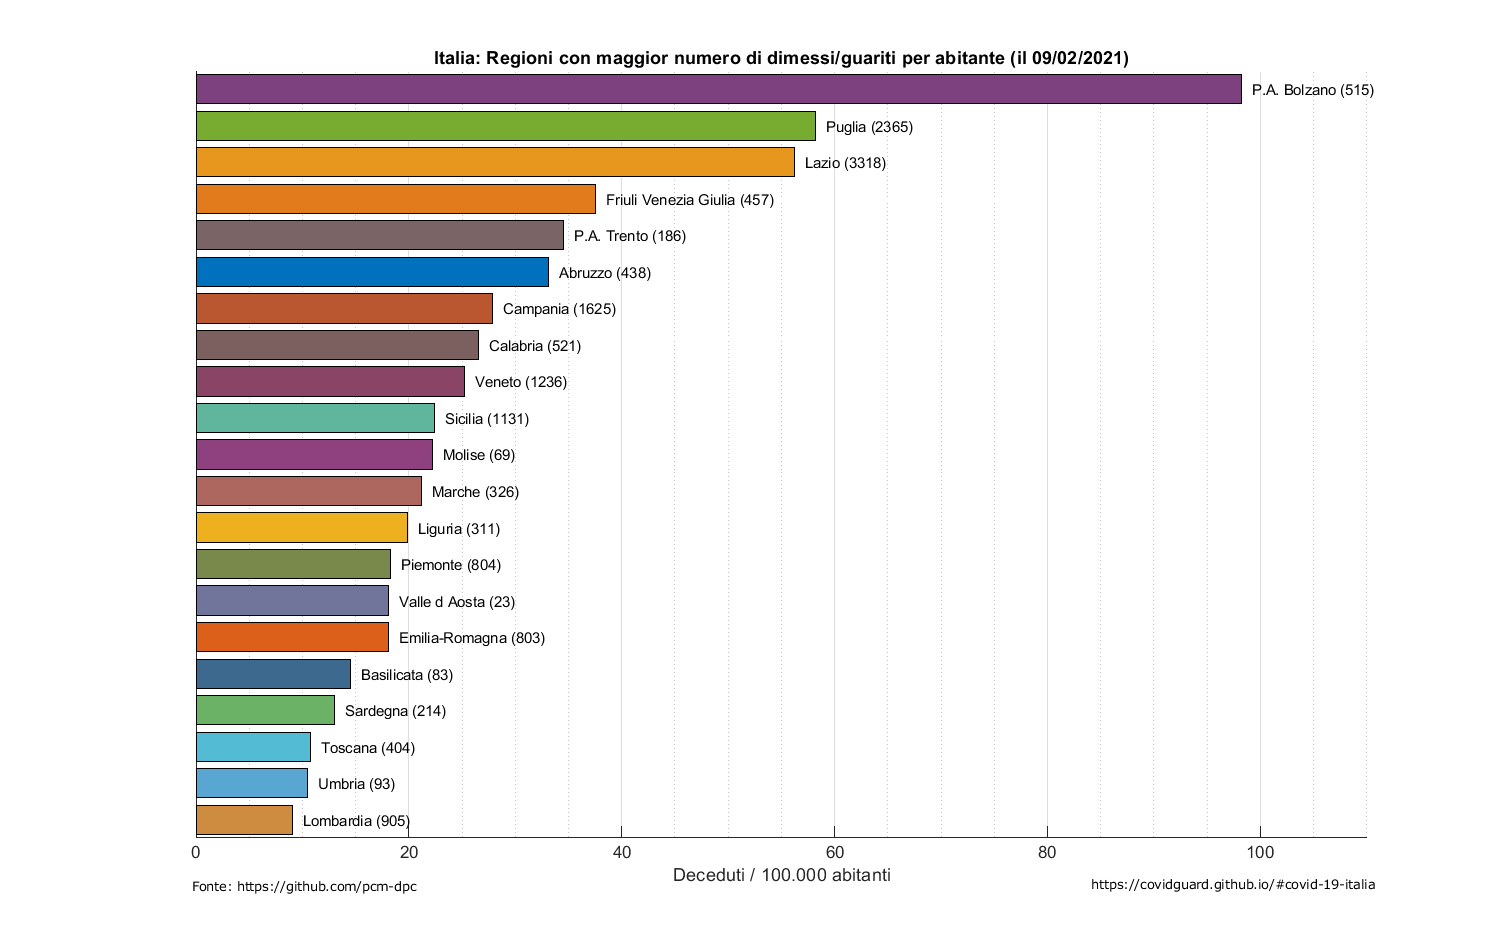 Italia: Regioni con maggior numero di dimessi/guariti per abitante (il 09/02/2021)
P.A. Bolzano (515)
Puglia (2365)
Lazio (3318)
Friuli Venezia Giulia (457)
P.A. Trento (186)
Abruzzo (438)
Campania (1625)
Calabria (521)
Veneto (1236)
Sicilia (1131)
Molise (69)
Marche (326)
Liguria (311)
Piemonte (804)
Valle d Aosta (23)
Emilia-Romagna (803)
Basilicata (83)
Sardegna (214)
Toscana (404)
Umbria (93)
Lombardia (905)
0 20 40 60 80 100
Deceduti / 100.000 abitanti
Fonte: https://github.com/pcm-dpc
https://covidguard.github.io/#covid-19-italia